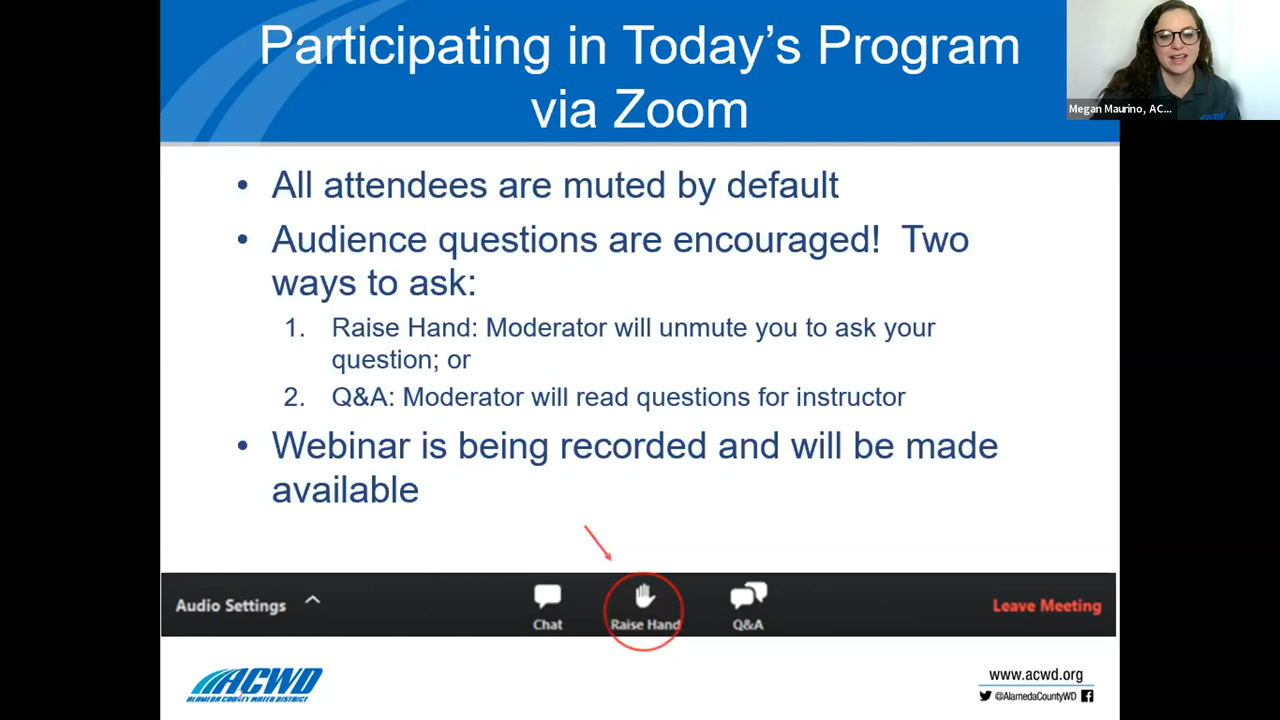 Participating in Today's Program
via Zoom
Megan Maurino, AC...
• All attendees are muted by default
• Audience questions are encouraged!  Two
ways to ask:
1. Raise Hand: Moderator will unmute you to ask your
question; or
2. Q&A: Moderator will read questions for instructor
• Webinar is being recorded and will be made
available
Audio Settings
Chat
Raise Hand
Q&A
Leave Meeting
ACWD
ALAMEDA COUNTY WATER DISTRICT
www.acwd.org
@AlamedaCountyWD